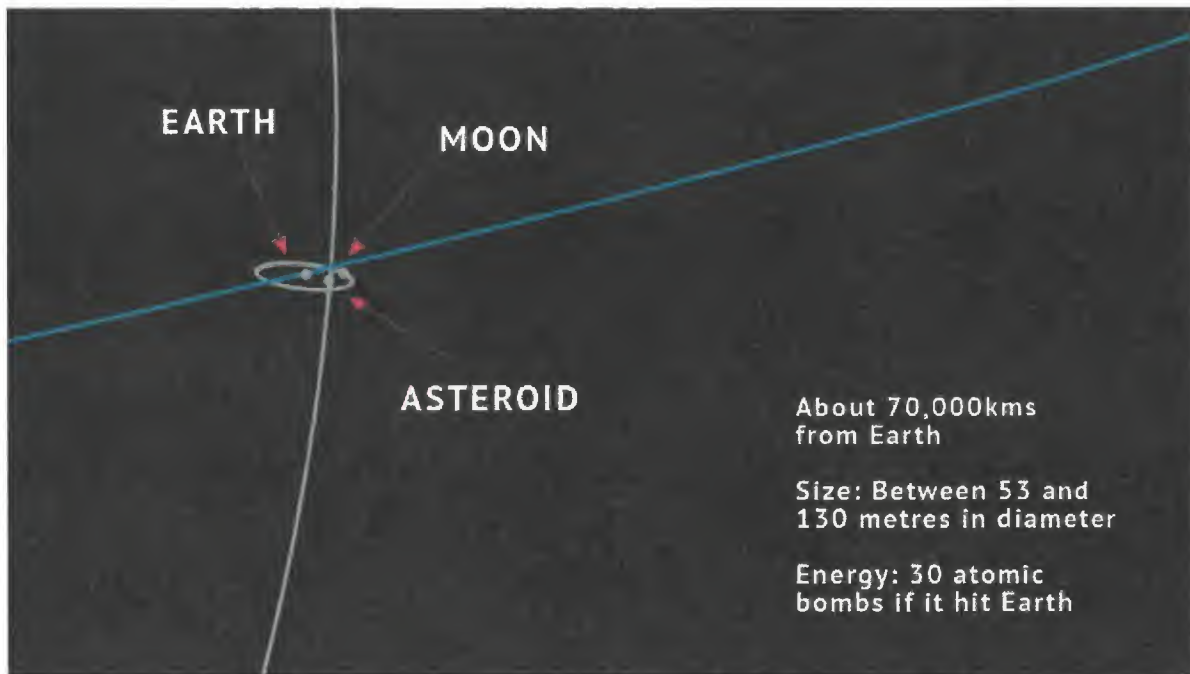 EARTH
MOON
ASTEROID
About 70,000kms
from Earth
Size: Between 53 and
130 metres in diameter
Energy: 30 atomic
bombs if it hit Earth